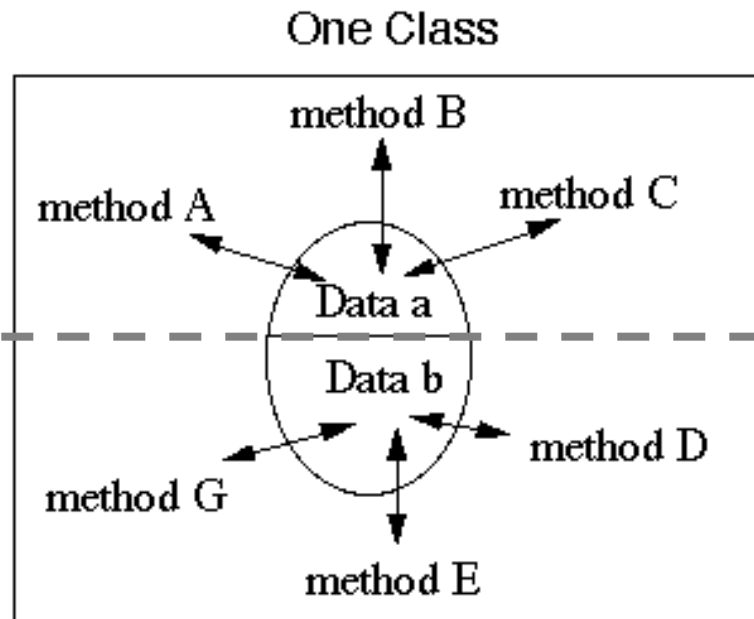 One Class
method B
method A
method C
Data a
Data b
method D
method G
method E